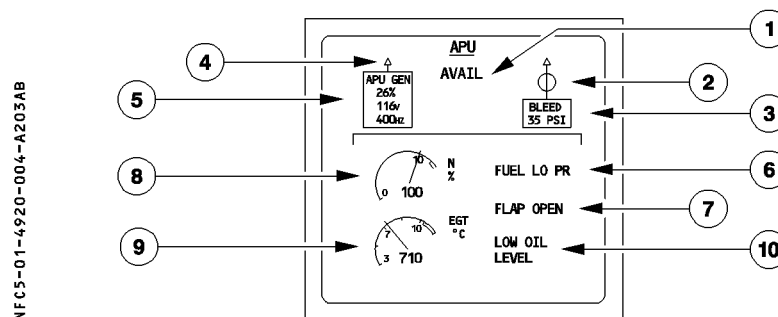 1
APU
4
AVAIL
2
APU GEN
26%
116v
400HZ
5
BLEED
35 PSI
3
10
N
%
8
0
100
FUEL LO PR
6
FLAP OPEN
7
7
10
EGT
°C
9
3
710
LOW OIL
LEVEL
10
NFC5-01-4920-004-A203AB